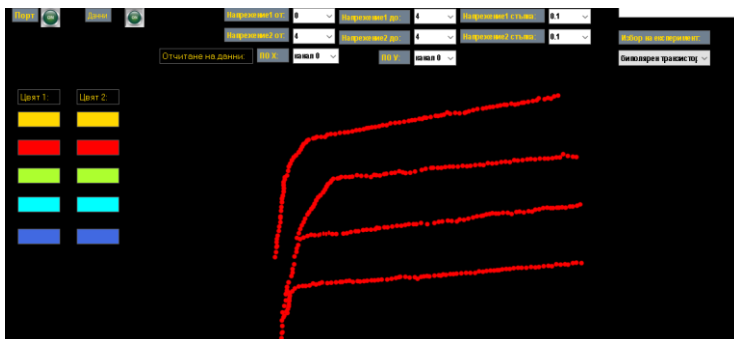 Порт ON Данни Напрежение1 от: 0 Напрежение1 до: 4 Напрежение1 стъпка: 0.1
Напрежение2 от: 4 Напрежение2 до: 4 Напрежение2 стъпка: 0.1 Избор на експеримент:
Отчитане на данни: ПО X: канал 0 ПО Y: канал 0 биполярен транзистор
Цвят 1: Цвят 2: